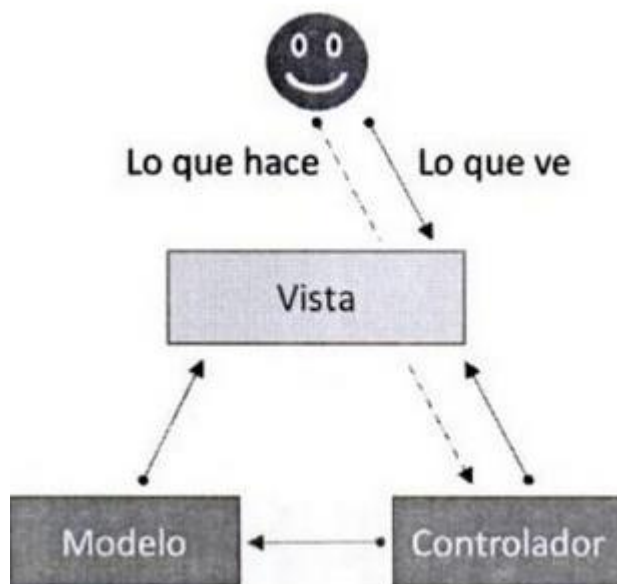 Lo que hace
Lo que ve
Vista
Modelo
Controlador